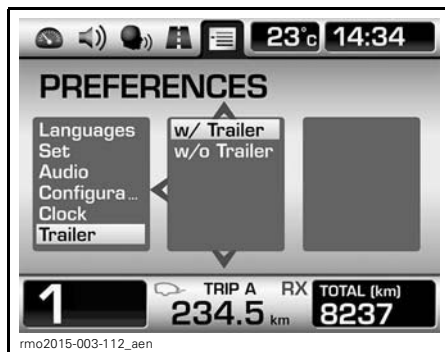 23°c 14:34
PREFERENCES
Languages
Set
Audio
Configura...
Clock
Trailer
w/ Trailer
w/o Trailer
1
TRIP A RX
234.5 km
TOTAL (km)
8237
rmo2015-003-112_aen